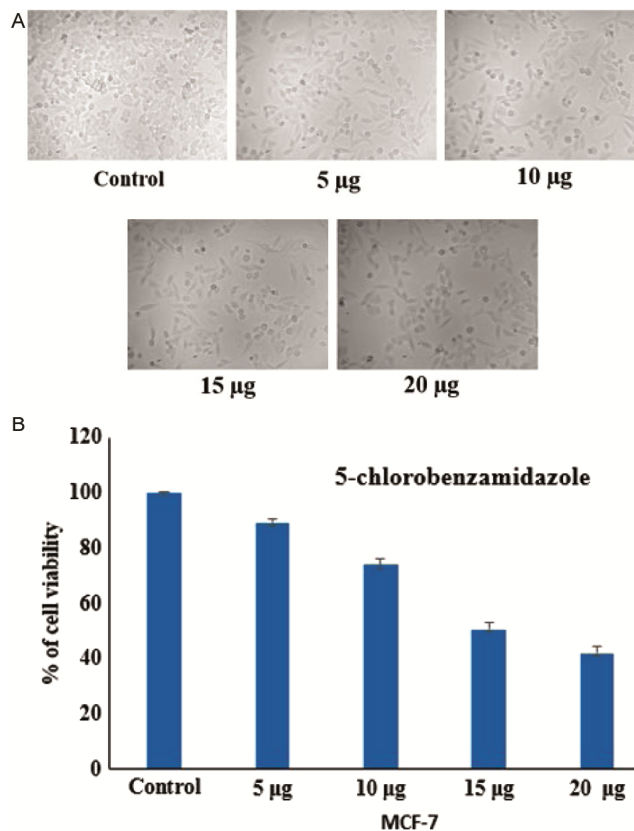 A
Control
5 µg
10 µg
15 µg
20 µg
B
120
100
80
60
40
20
0
% of cell viability
5-chlorobenzamidazole
Control
5 µg
10 µg
15 µg
20 µg
MCF-7